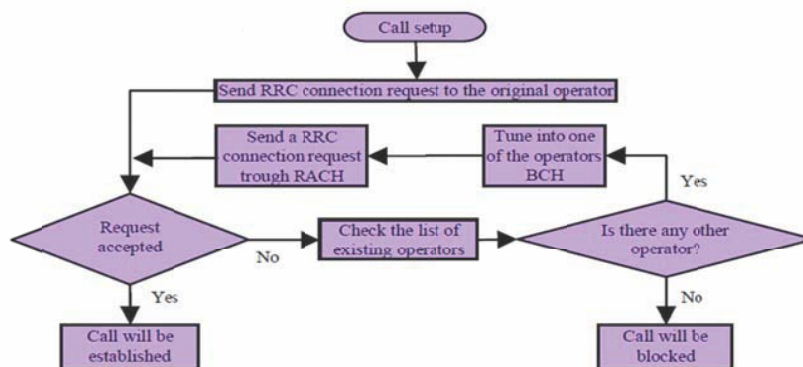 Call setup
Send RRC connection request to the original operator
Send a RRC
connection request
trough RACH
Tune into one
of the operators
BCH
Yes
Request
accepted
No
Check the list of
existing operators
Is there any other
operator?
Yes
No
Call will be
established
Call will be
blocked